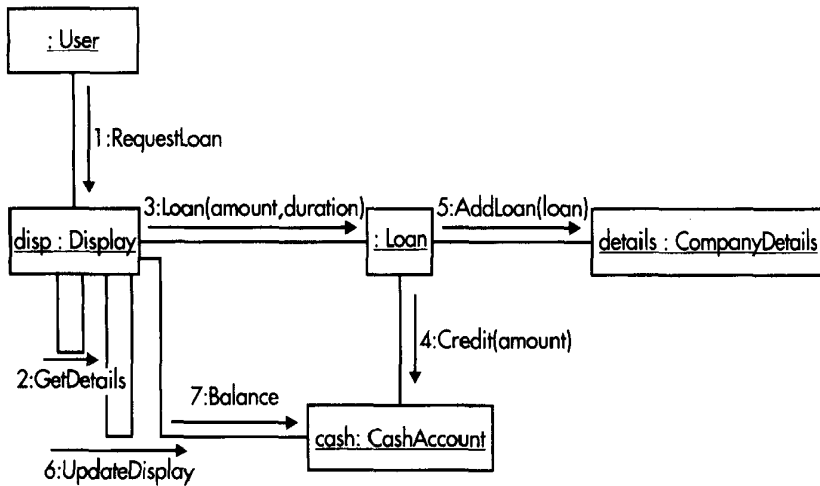 : User
1:RequestLoan
3:Loan(amount,duration)
5:AddLoan(loan)
disp : Display
: Loan
details : CompanyDetails
4:Credit(amount)
2:GetDetails
7:Balance
cash: CashAccount
6:UpdateDisplay